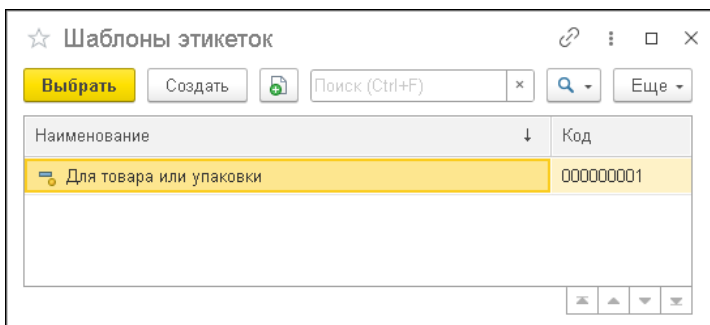 Шаблоны этикеток
Выбрать Создать Поиск (Ctrl+F) × Еще
Наименование ↓ Код
Для товара или упаковки 000000001